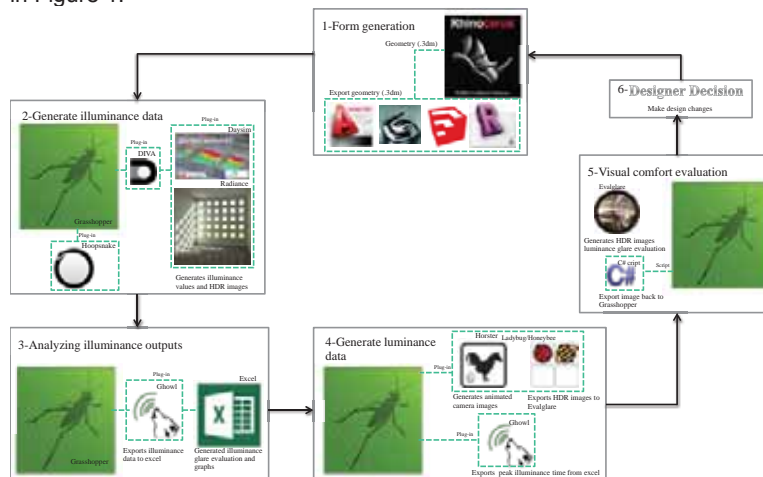 in Figure 1.
1-Form generation
Rhinoceros
Geometry (.3dm)
Export geometry (.3dm)
6-Designer Decision
Make design changes
2-Generate illuminance data
Plug-in
DIVA
Plug-in
Daysim
Radiance
Grasshopper
Plug-in
Hoopsnake
Generates illuminance
values and HDR images
5-Visual comfort evaluation
Evalglare
Generates HDR images
luminance glare evaluation
C# cript
C#
Script
Export image back to
Grasshopper
3-Analyzing illuminance outputs
Plug-in
Ghowl
Excel
Grasshopper
Exports illuminance
data to excel
Generated illuminance
glare evaluation and
graphs
4-Generate luminance
data
Horster
Ladybug/Honeybee
Plug-in
Generates animated
camera images
Exports HDR images to
Evalglare
Plug-in
Ghowl
Exports peak illuminance time from excel